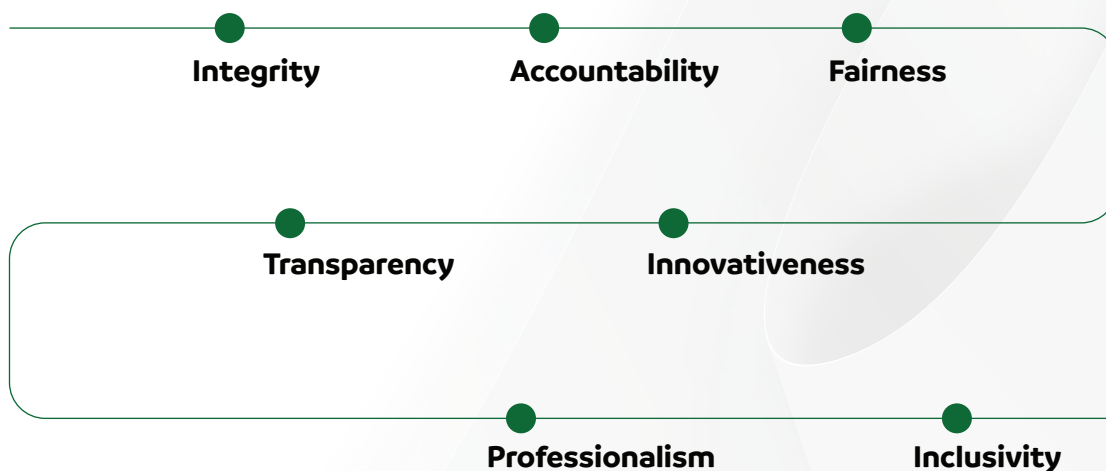 Integrity Accountability Fairness
Transparency Innovativeness
Professionalism Inclusivity